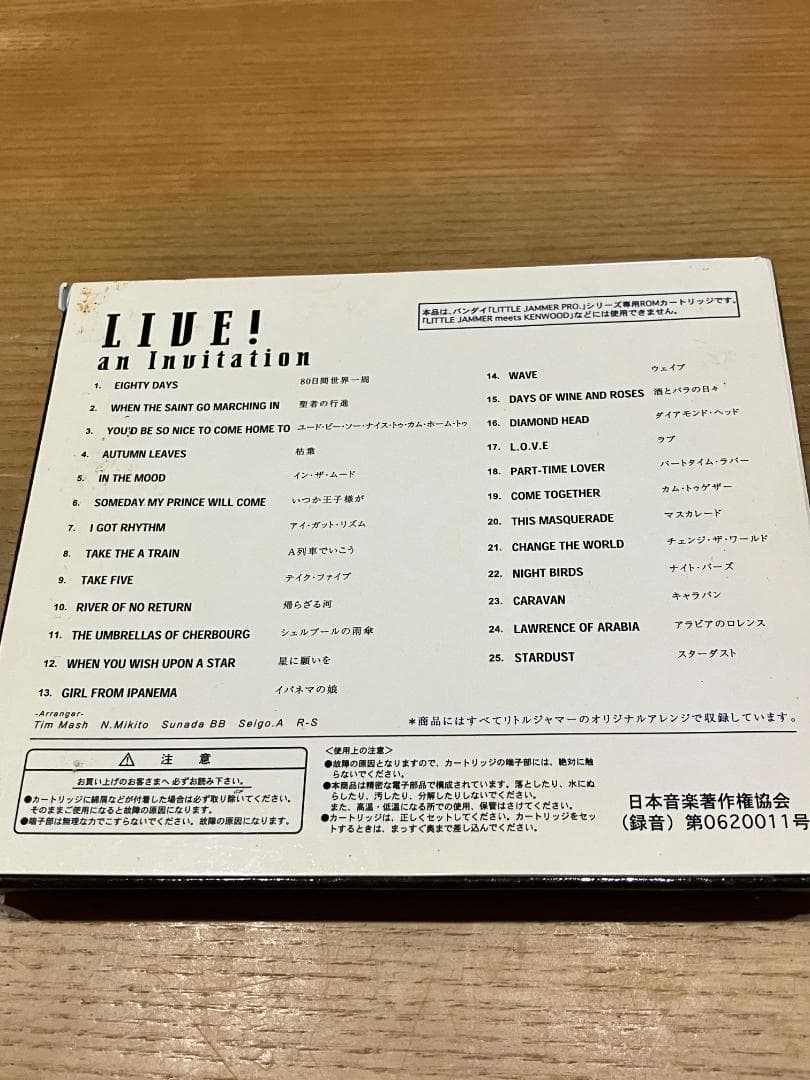 LIVE!
an Invitation
本品は、バンダイ「LITTLE JAMMER PRO.」シリーズ専用ROMカートリッジです。
「LITTLE JAMMER meets KENWOOD」などには使用できません。
1. EIGHTY DAYS 80日間世界一周
2. WHEN THE SAINT GO MARCHING IN 聖者の行進
3. YOU'D BE SO NICE TO COME HOME TO ユード・ビー・ソー・ナイス・トゥ・カム・ホーム・トゥ
4. AUTUMN LEAVES 枯葉
5. IN THE MOOD イン・ザ・ムード
6. SOMEDAY MY PRINCE WILL COME いつか王子様が
7. I GOT RHYTHM アイ・ガット・リズム
8. TAKE THE A TRAIN A列車でいこう
9. TAKE FIVE テイク・ファイブ
10. RIVER OF NO RETURN 帰らざる河
11. THE UMBRELLAS OF CHERBOURG シェルブールの雨傘
12. WHEN YOU WISH UPON A STAR 星に願いを
13. GIRL FROM IPANEMA イパネマの娘
14. WAVE ウェイブ
15. DAYS OF WINE AND ROSES 酒とバラの日々
16. DIAMOND HEAD ダイアモンド・ヘッド
17. L.O.V.E ラブ
18. PART-TIME LOVER パートタイム・ラバー
19. COME TOGETHER カム・トゥゲザー
20. THIS MASQUERADE マスカレード
21. CHANGE THE WORLD チェンジ・ザ・ワールド
22. NIGHT BIRDS ナイト・バーズ
23. CARAVAN キャラバン
24. LAWRENCE OF ARABIA アラビアのロレンス
25. STARDUST スターダスト
-Arranger-
Tim Mash N.Mikito Sunada BB Seigo.A R-S
*商品にはすべてリトルジャマーのオリジナルアレンジで収録しています。
注 意
お買い上げのお客さまへ 必ずお読み下さい。
●カートリッジに綿屑などが付着した場合は必ず取り除いてください。
そのままご使用になると故障の原因になります。
●端子部は無理な力でこすらないでください。故障の原因になります。
<使用上の注意>
●故障の原因となりますので、カートリッジの端子部には、絶対に触
らないでください。
●本商品は精密な電子部品で構成されています。落としたり、水にぬ
らしたり、汚したり、分解したりしないでください。
また、高温・低温になる所での使用、保管はさけてください。
●カートリッジは、正しくセットしてください。カートリッジをセッ
トするときは、まっすぐ奥まで差し込んでください。
日本音楽著作権協会
(録音)第0620011号